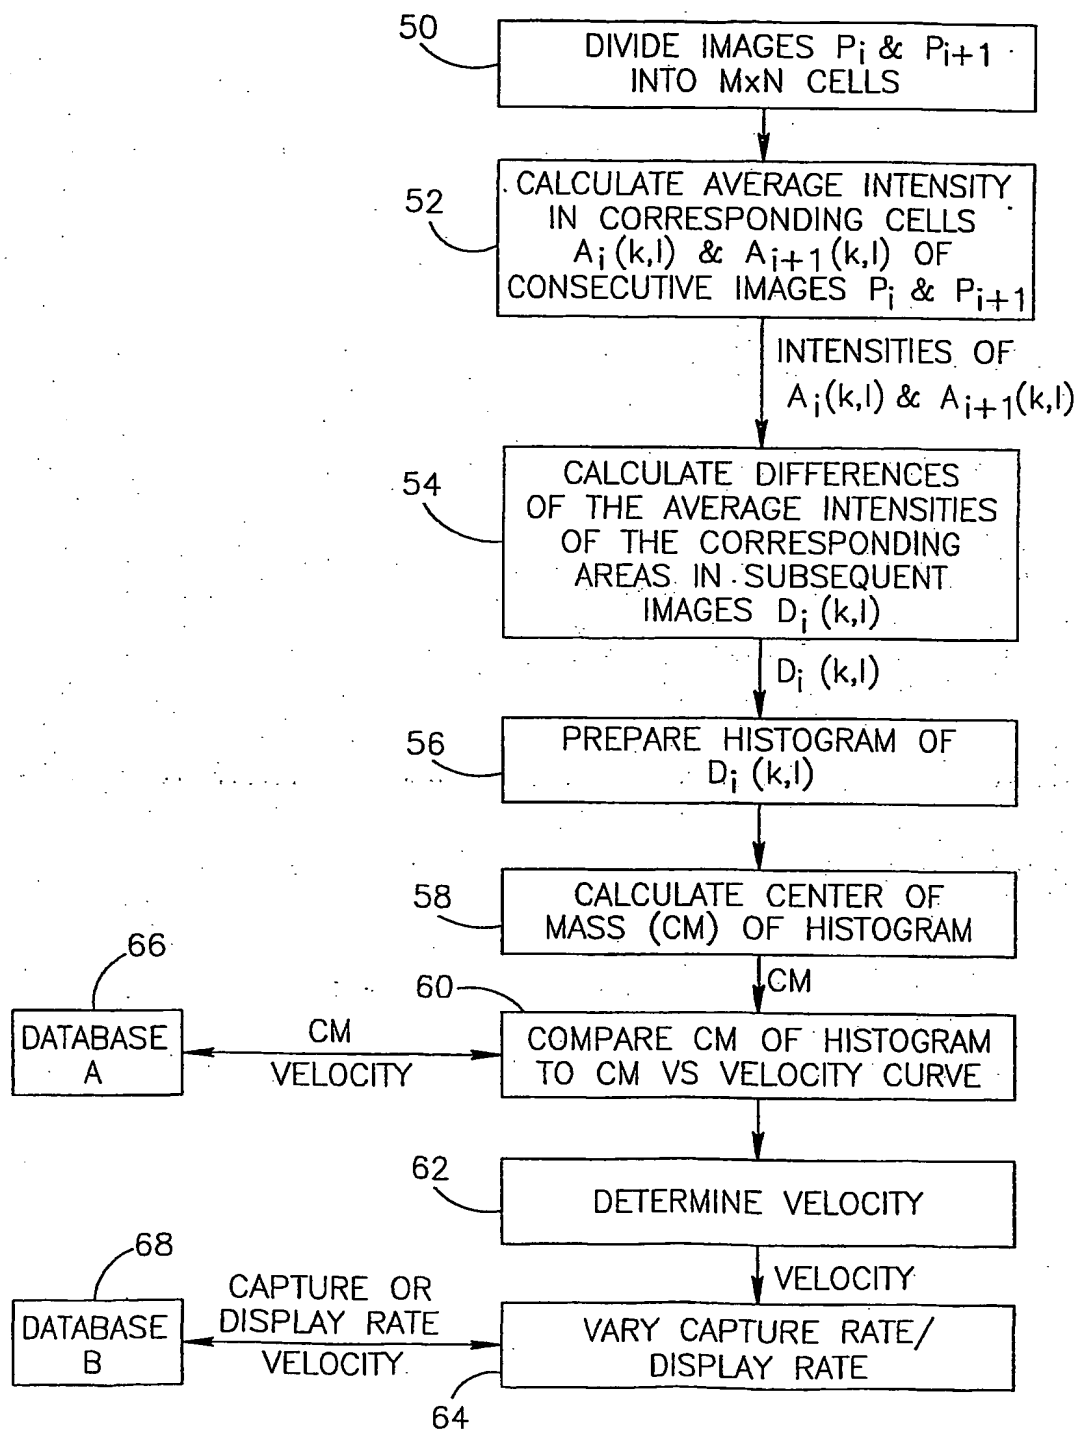 50
DIVIDE IMAGES Pi & Pi+1
INTO MxN CELLS
52
CALCULATE AVERAGE INTENSITY
IN CORRESPONDING CELLS
Ai(k,l) & Ai+1(k,l) OF
CONSECUTIVE IMAGES Pi & Pi+1
INTENSITIES OF
Ai(k,l) & Ai+1(k,l)
54
CALCULATE DIFFERENCES
OF THE AVERAGE INTENSITIES
OF THE CORRESPONDING
AREAS IN SUBSEQUENT
IMAGES Di (k,l)
Di (k,l)
56
PREPARE HISTOGRAM OF
Di (k,l)
58
CALCULATE CENTER OF
MASS (CM) OF HISTOGRAM
CM
66
DATABASE
A
CM
VELOCITY
60
COMPARE CM OF HISTOGRAM
TO CM VS VELOCITY CURVE
62
DETERMINE VELOCITY
VELOCITY
68
DATABASE
B
CAPTURE OR
DISPLAY RATE
VELOCITY
VARY CAPTURE RATE/
DISPLAY RATE
64